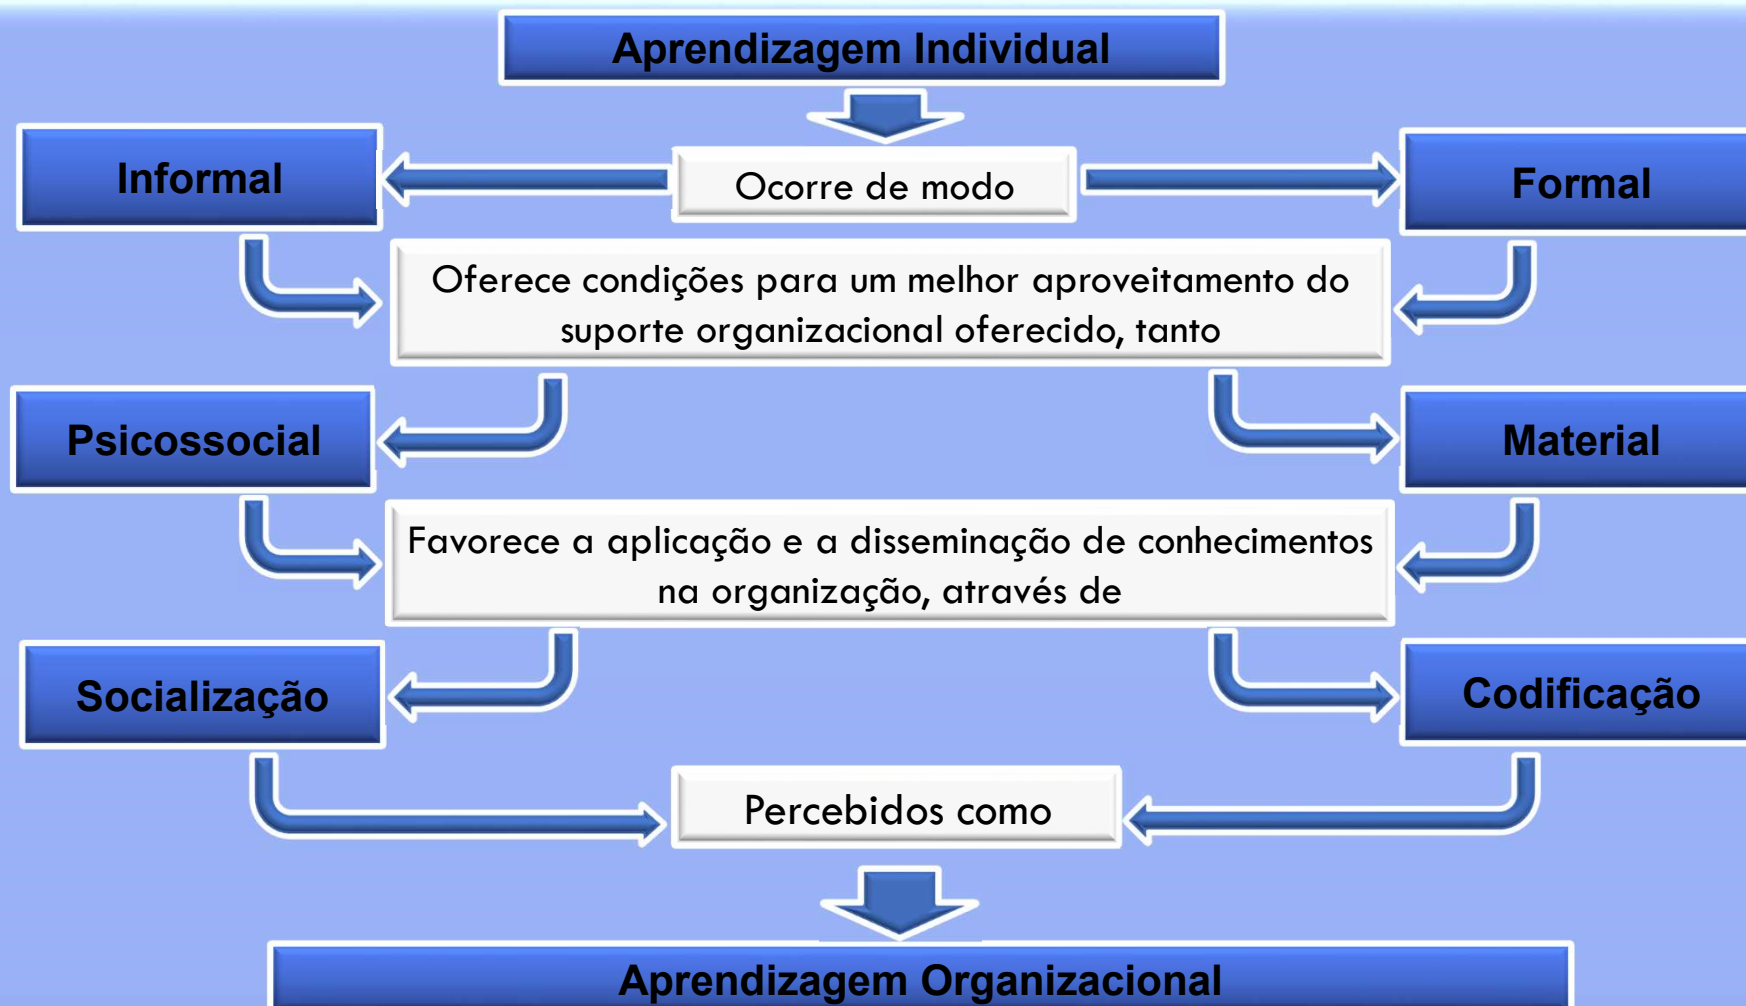 Aprendizagem Individual
Informal
Ocorre de modo
Formal
Oferece condições para um melhor aproveitamento do
suporte organizacional oferecido, tanto
Psicossocial
Material
Favorece a aplicação e a disseminação de conhecimentos
na organização, através de
Socialização
Codificação
Percebidos como
Aprendizagem Organizacional